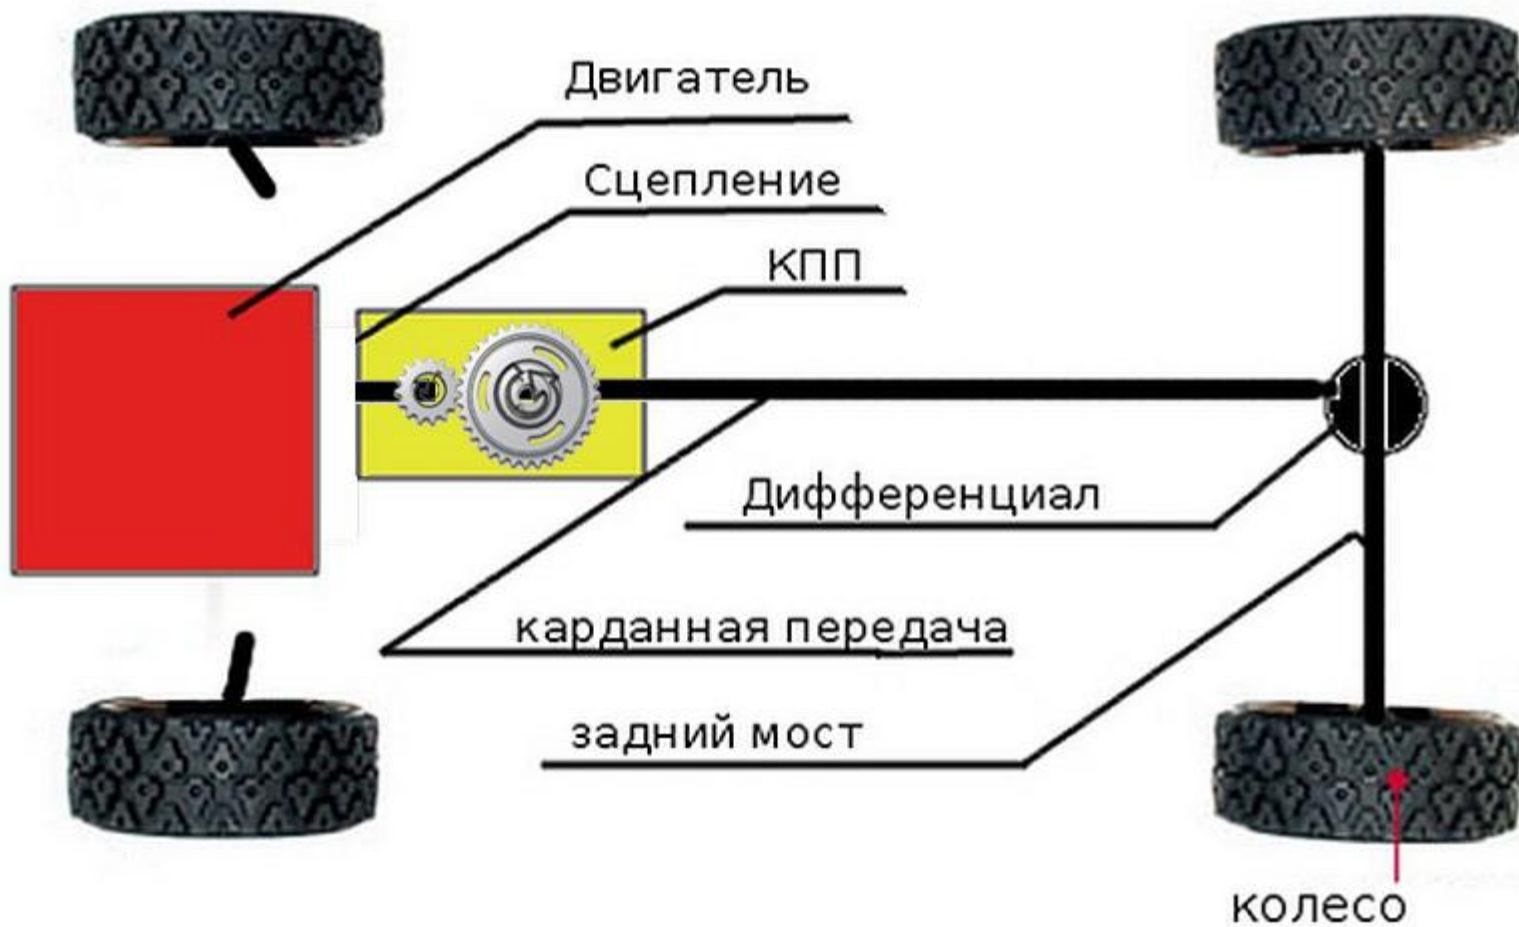 Двигатель
Сцепление
КПП
Дифференциал
карданная передача
задний мост
колесо